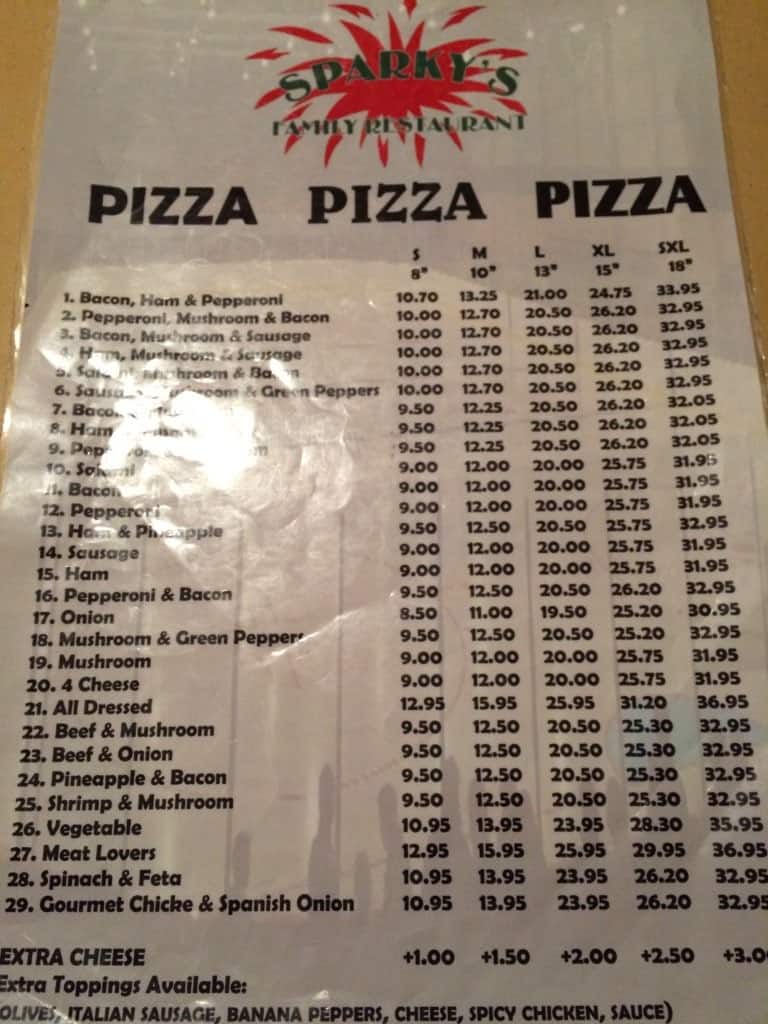 SPARKY'S
FAMILY RESTAURANT
PIZZA PIZZA PIZZA
S M L XL SXL
8" 10" 13" 15" 18"
1. Bacon, Ham & Pepperoni 10.70 13.25 21.00 24.75 33.95
2. Pepperoni, Mushroom & Bacon 10.00 12.70 20.50 26.20 32.95
3. Bacon, Mushroom & Sausage 10.00 12.70 20.50 26.20 32.95
4. Ham, Mushroom & Sausage 10.00 12.70 20.50 26.20 32.95
5. Salami, Mushroom & Bacon 10.00 12.70 20.50 26.20 32.95
6. Sausage, Mushroom & Green Peppers 10.00 12.70 20.50 26.20 32.95
7. 9.50 12.25 20.50 26.20 32.05
8. Ham 9.50 12.25 20.50 26.20 32.05
9. 9.50 12.25 20.50 26.20 32.05
10. Salami 9.00 12.00 20.00 25.75 31.95
11. Bacon 9.00 12.00 20.00 25.75 31.95
12. Pepperoni 9.00 12.00 20.00 25.75 31.95
13. Ham & Pineapple 9.50 12.50 20.50 25.75 32.95
14. Sausage 9.00 12.00 20.00 25.75 31.95
15. Ham 9.00 12.00 20.00 25.75 31.95
16. Pepperoni & Bacon 9.50 12.50 20.50 26.20 32.95
17. Onion 8.50 11.00 19.50 25.20 30.95
18. Mushroom & Green Peppers 9.50 12.50 20.50 25.20 32.95
19. Mushroom 9.00 12.00 20.00 25.75 31.95
20. 4 Cheese 9.00 12.00 20.00 25.75 31.95
21. All Dressed 12.95 15.95 25.95 31.20 36.95
22. Beef & Mushroom 9.50 12.50 20.50 25.30 32.95
23. Beef & Onion 9.50 12.50 20.50 25.30 32.95
24. Pineapple & Bacon 9.50 12.50 20.50 25.30 32.95
25. Shrimp & Mushroom 9.50 12.50 20.50 25.30 32.95
26. Vegetable 10.95 13.95 23.95 28.30 35.95
27. Meat Lovers 12.95 15.95 25.95 29.95 36.95
28. Spinach & Feta 10.95 13.95 23.95 26.20 32.95
29. Gourmet Chicke & Spanish Onion 10.95 13.95 23.95 26.20 32.95
EXTRA CHEESE +1.00 +1.50 +2.00 +2.50 +3.0
Extra Toppings Available:
OLIVES, ITALIAN SAUSAGE, BANANA PEPPERS, CHEESE, SPICY CHICKEN, SAUCE)